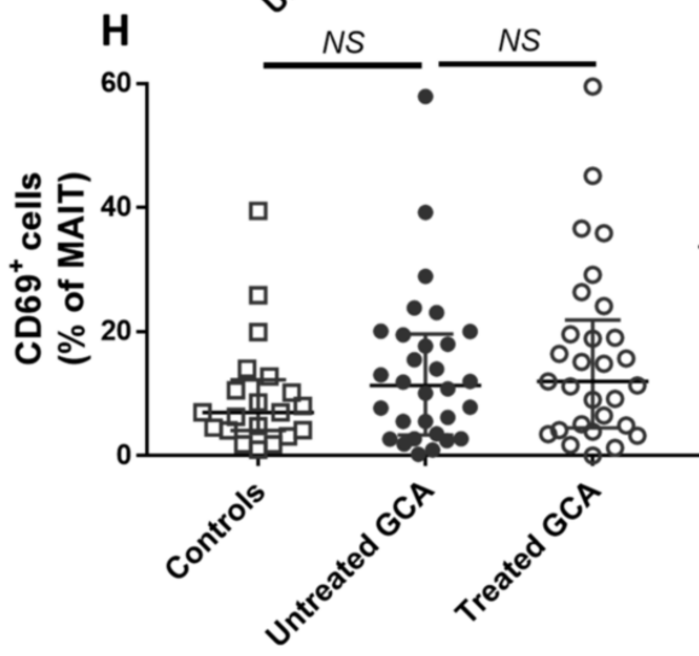 H
NS
NS
CD69⁺ cells
(% of MAIT)
60
40
20
0
Controls
Untreated GCA
Treated GCA